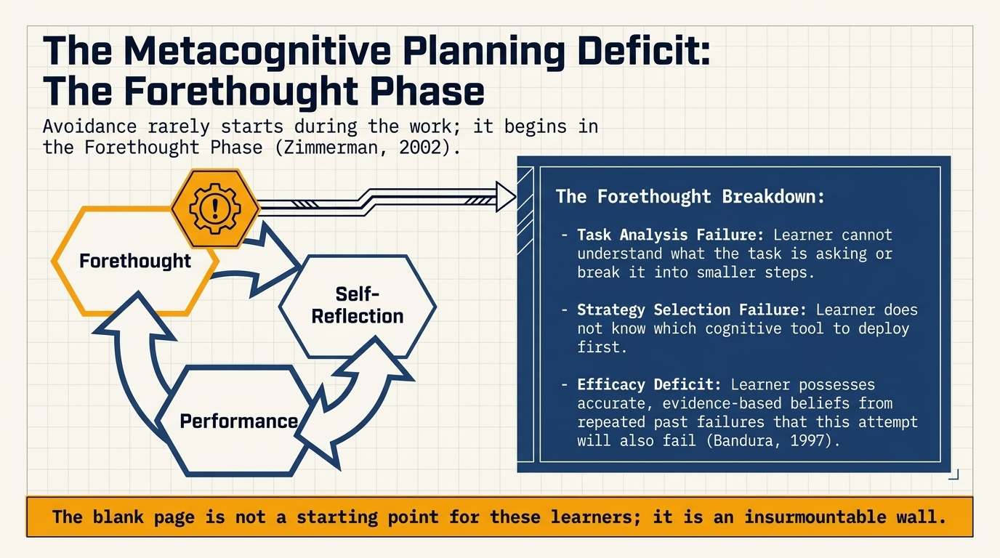 The Metacognitive Planning Deficit:
The Forethought Phase
Avoidance rarely starts during the work; it begins in
the Forethought Phase (Zimmerman, 2002).
!
Forethought
Self-
Reflection
Performance
The Forethought Breakdown:
- Task Analysis Failure: Learner cannot
understand what the task is asking or
break it into smaller steps.
- Strategy Selection Failure: Learner does
not know which cognitive tool to deploy
first.
- Efficacy Deficit: Learner possesses
accurate, evidence-based beliefs from
repeated past failures that this attempt
will also fail (Bandura, 1997).
The blank page is not a starting point for these learners; it is an insurmountable wall.